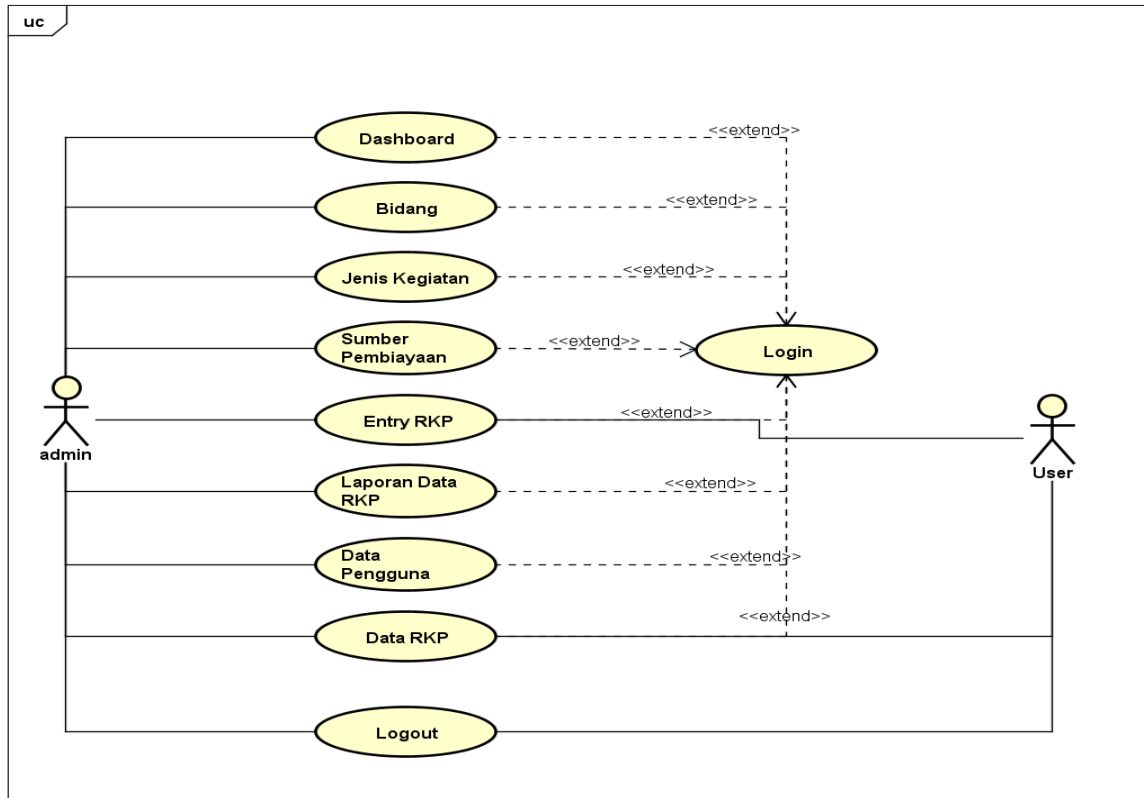 uc
Dashboard
<<extend>>
Bidang
<<extend>>
Jenis Kegiatan
<<extend>>
Sumber
Pembiayaan
<<extend>>
Login
Entry RKP
<<extend>>
admin
User
Laporan Data
RKP
<<extend>>
Data
Pengguna
<<extend>>
Data RKP
<<extend>>
Logout